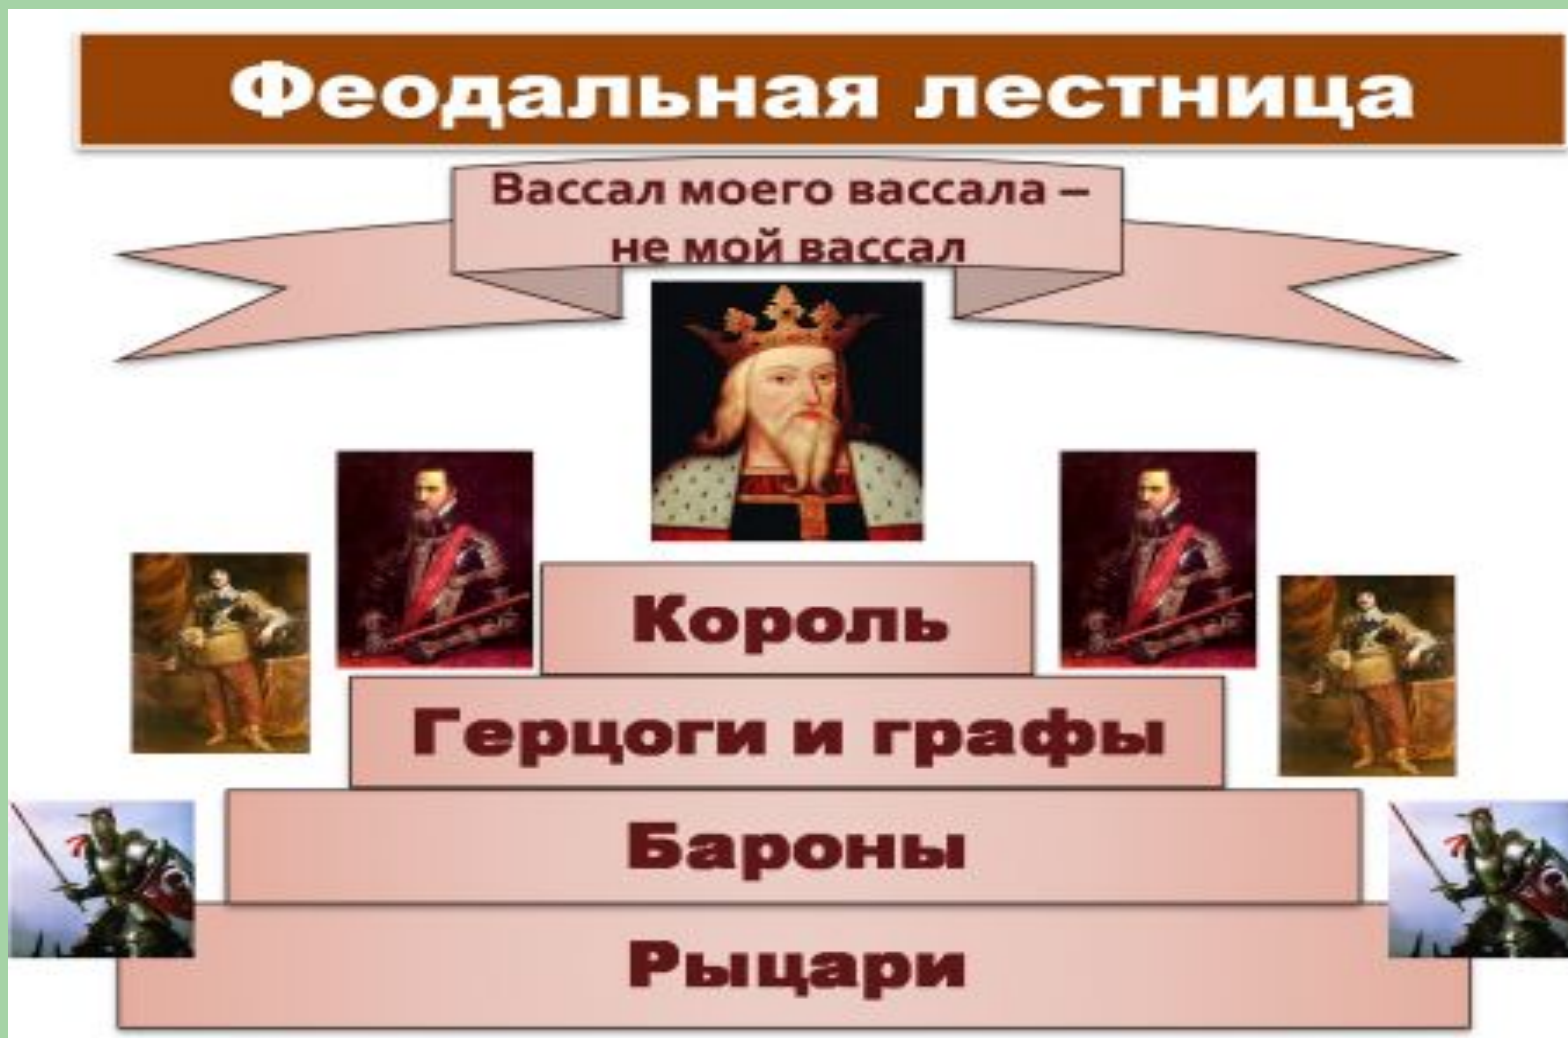 Феодальная лестница
Вассал моего вассала –
не мой вассал
Король
Герцоги и графы
Бароны
Рыцари